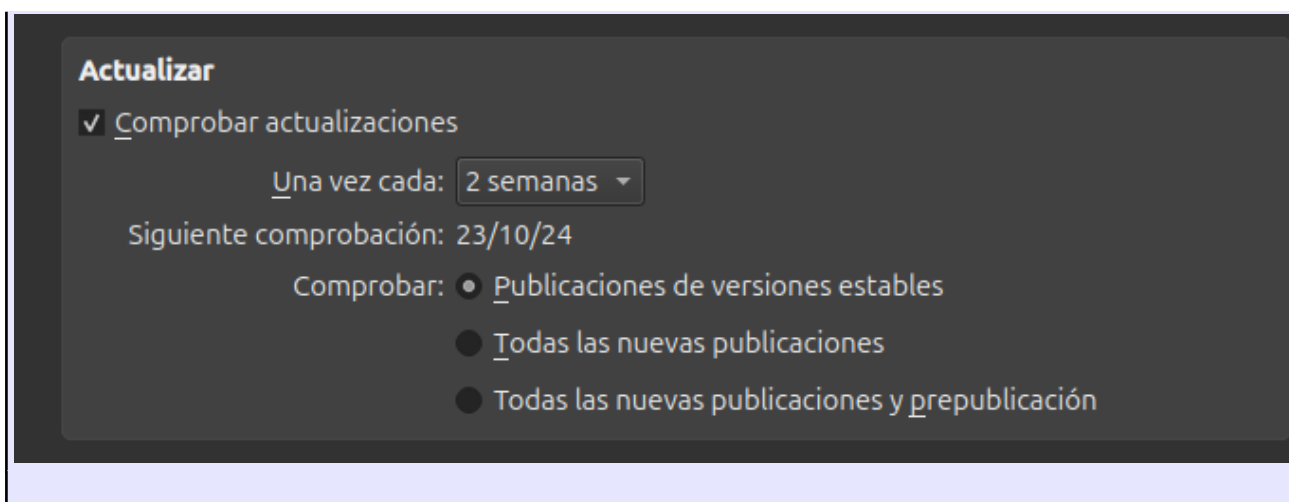 Actualizar
Comprobar actualizaciones
Una vez cada: 2 semanas
Siguiente comprobación: 23/10/24
Comprobar: Publicaciones de versiones estables
Todas las nuevas publicaciones
Todas las nuevas publicaciones y prepublicación